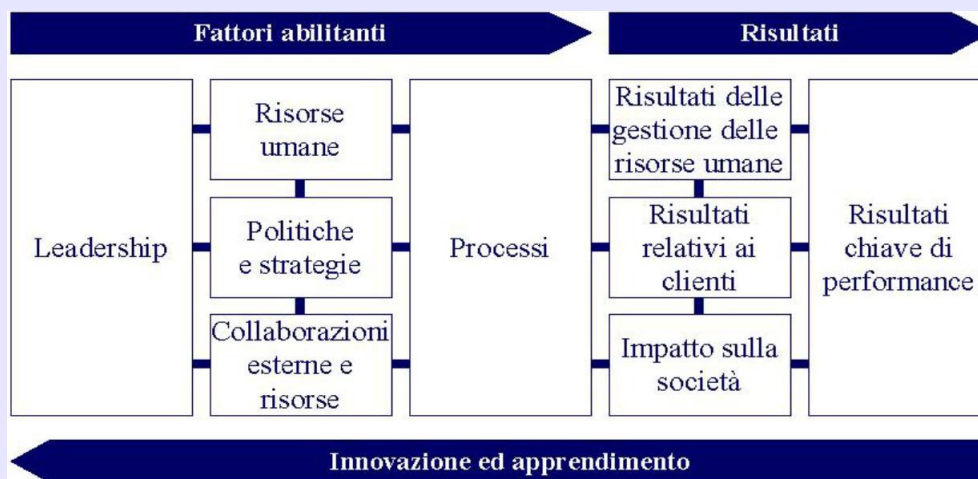 Fattori abilitanti
Risultati
Leadership
Risorse
umane
Politiche
e strategie
Collaborazioni
esterne e
risorse
Processi
Risultati delle
gestione delle
risorse umane
Risultati
relativi ai
clienti
Impatto sulla
società
Risultati
chiave di
performance
Innovazione ed apprendimento